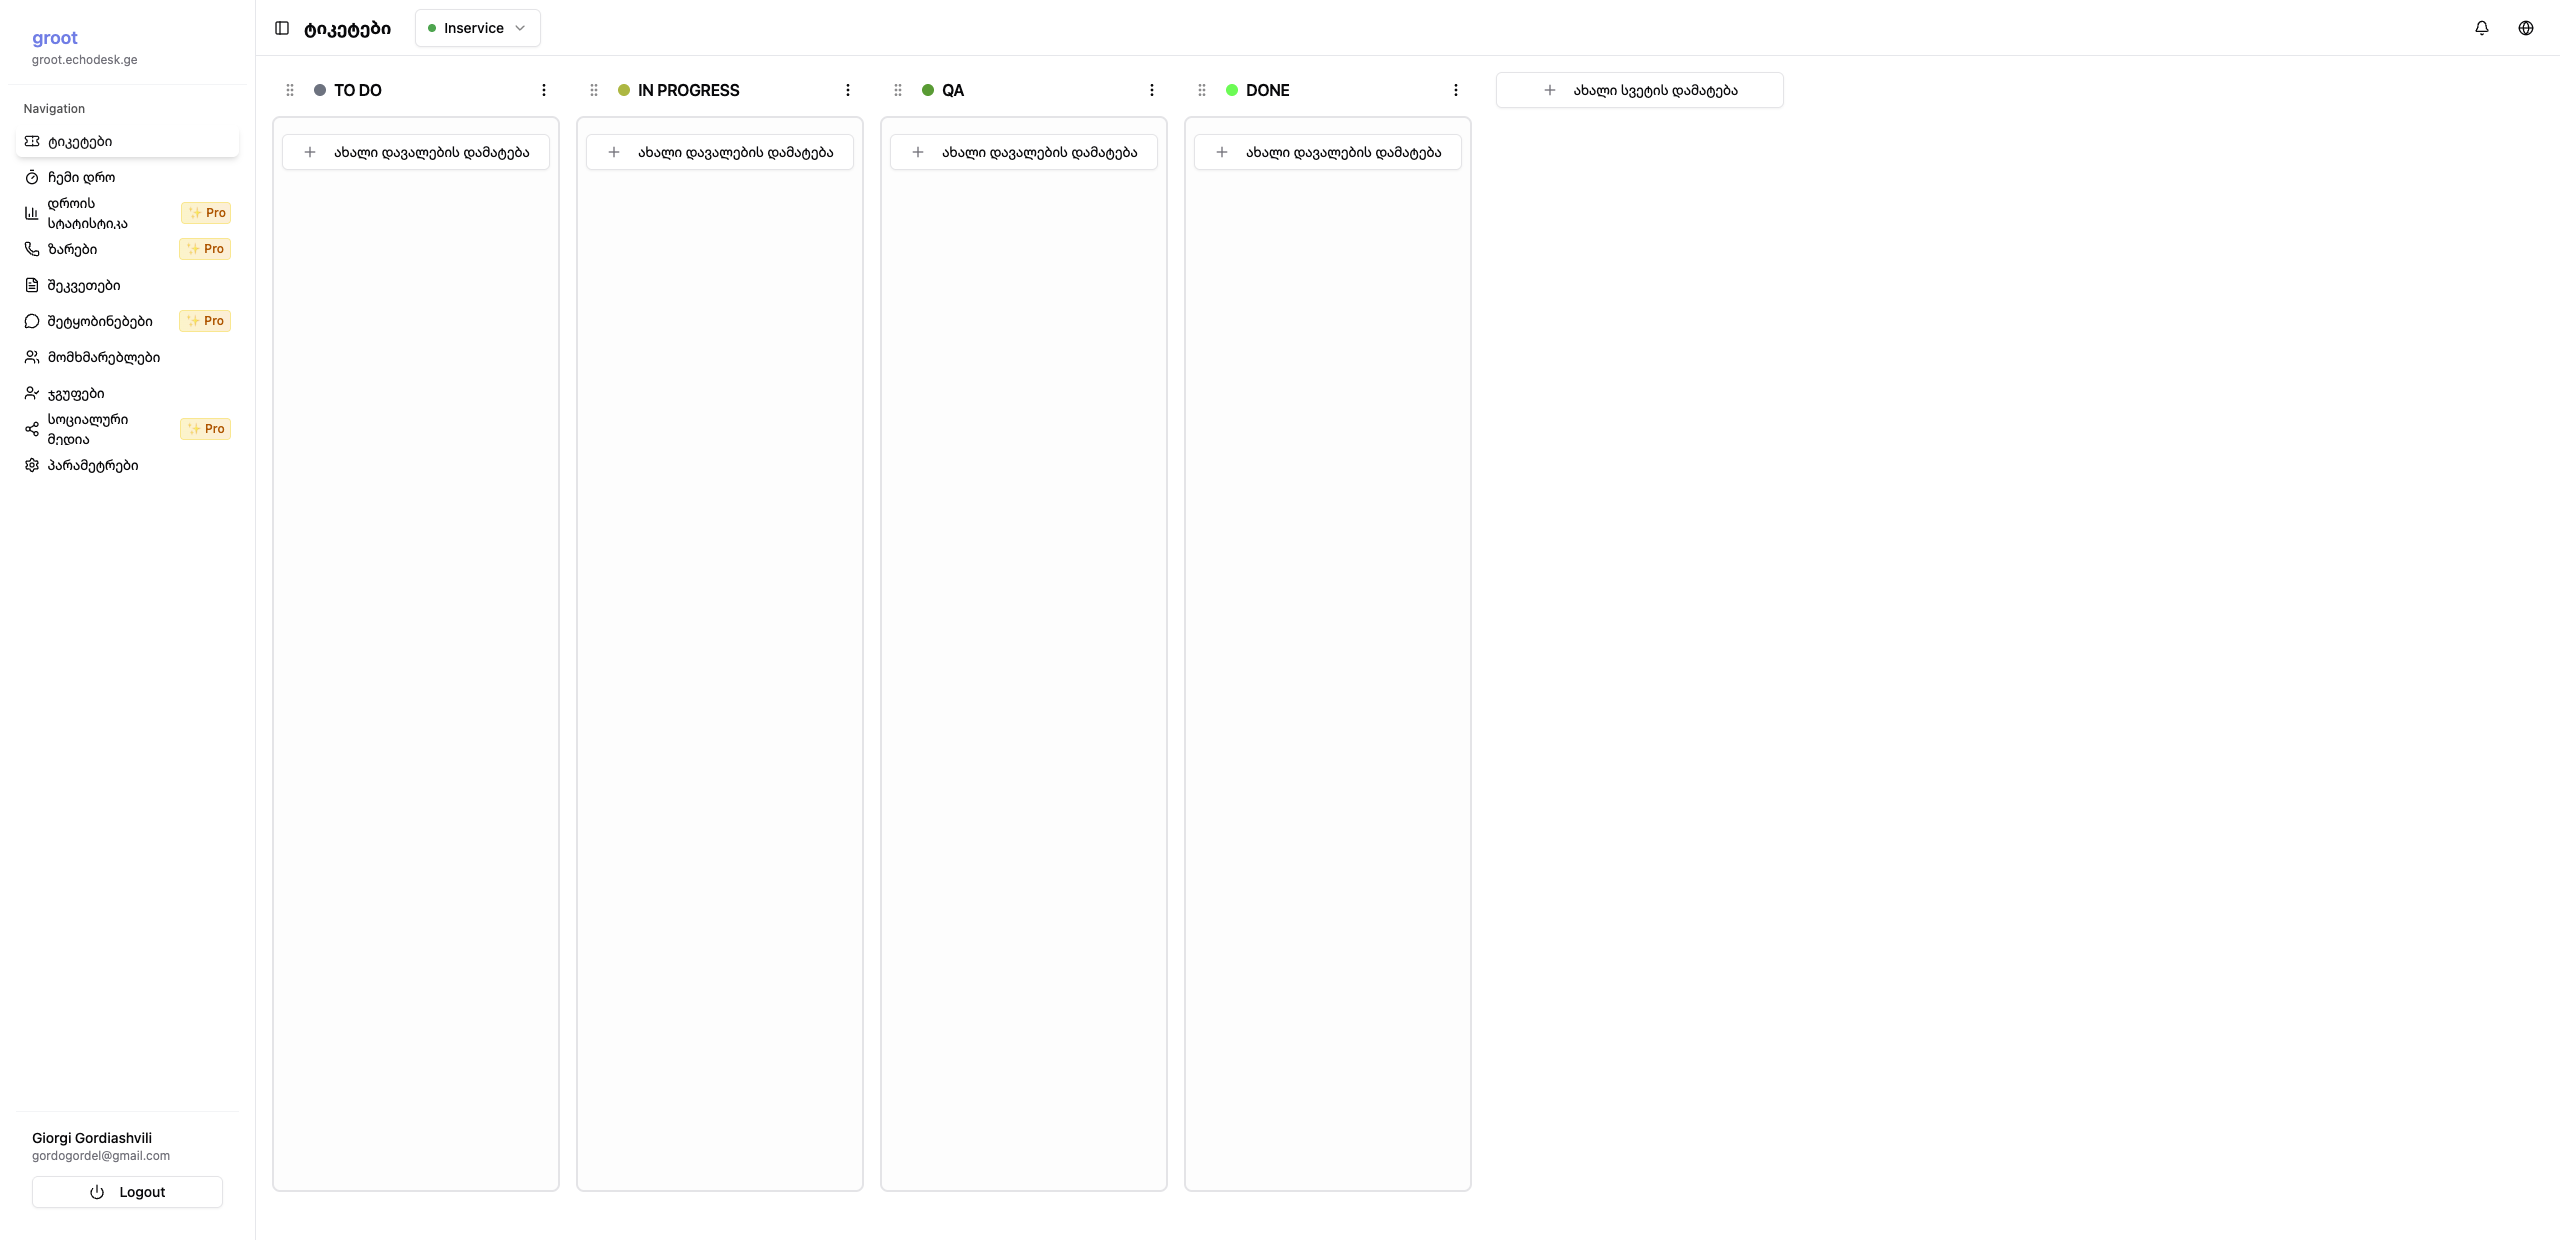 groot
groot.echodesk.ge
Navigation
ტიკეტები
ჩემი დრო
დროის
სტატისტიკა
Pro
ზარები
Pro
შეკვეთები
შეტყობინებები
Pro
მომხმარებლები
ჯგუფები
სოციალური
მედია
Pro
პარამეტრები
Giorgi Gordiashvili
gordogordel@gmail.com
Logout
ტიკეტები
Inservice
TO DO
ახალი დავალების დამატება
IN PROGRESS
ახალი დავალების დამატება
QA
ახალი დავალების დამატება
DONE
ახალი დავალების დამატება
ახალი სვეტის დამატება